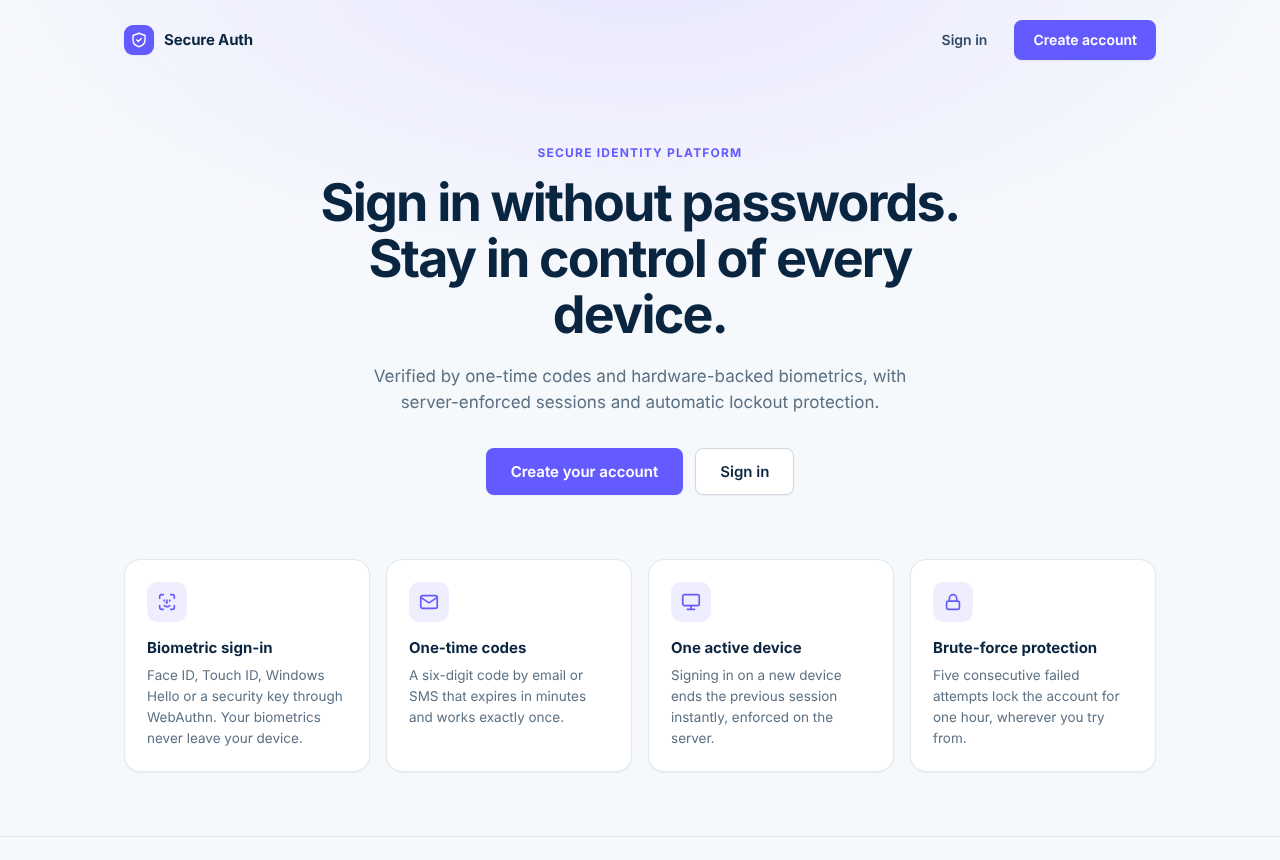 Secure Auth
Sign in
Create account
SECURE IDENTITY PLATFORM
Sign in without passwords.
Stay in control of every
device.
Verified by one-time codes and hardware-backed biometrics, with
server-enforced sessions and automatic lockout protection.
Create your account
Sign in
Biometric sign-in
Face ID, Touch ID, Windows
Hello or a security key through
WebAuthn. Your biometrics
never leave your device.
One-time codes
A six-digit code by email or
SMS that expires in minutes
and works exactly once.
One active device
Signing in on a new device
ends the previous session
instantly, enforced on the
server.
Brute-force protection
Five consecutive failed
attempts lock the account for
one hour, wherever you try
from.